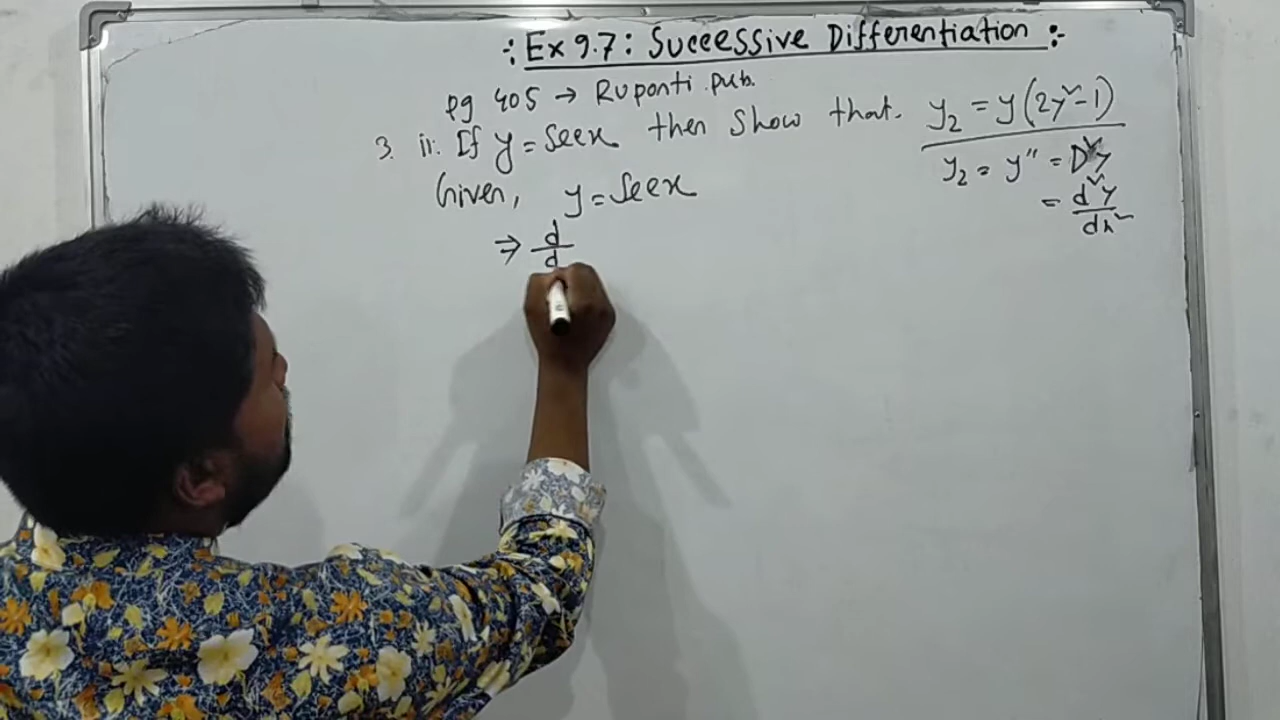 :Ex 9.7: Successive Differentiation :-
pg 405 → Ruponti pub.
3. ii. If y = Secx then show that. y₂ = y(2y²-1)
y₂ = y'' = D²y
= d²y/dx²
Given, y = Secx
⇒ d/d